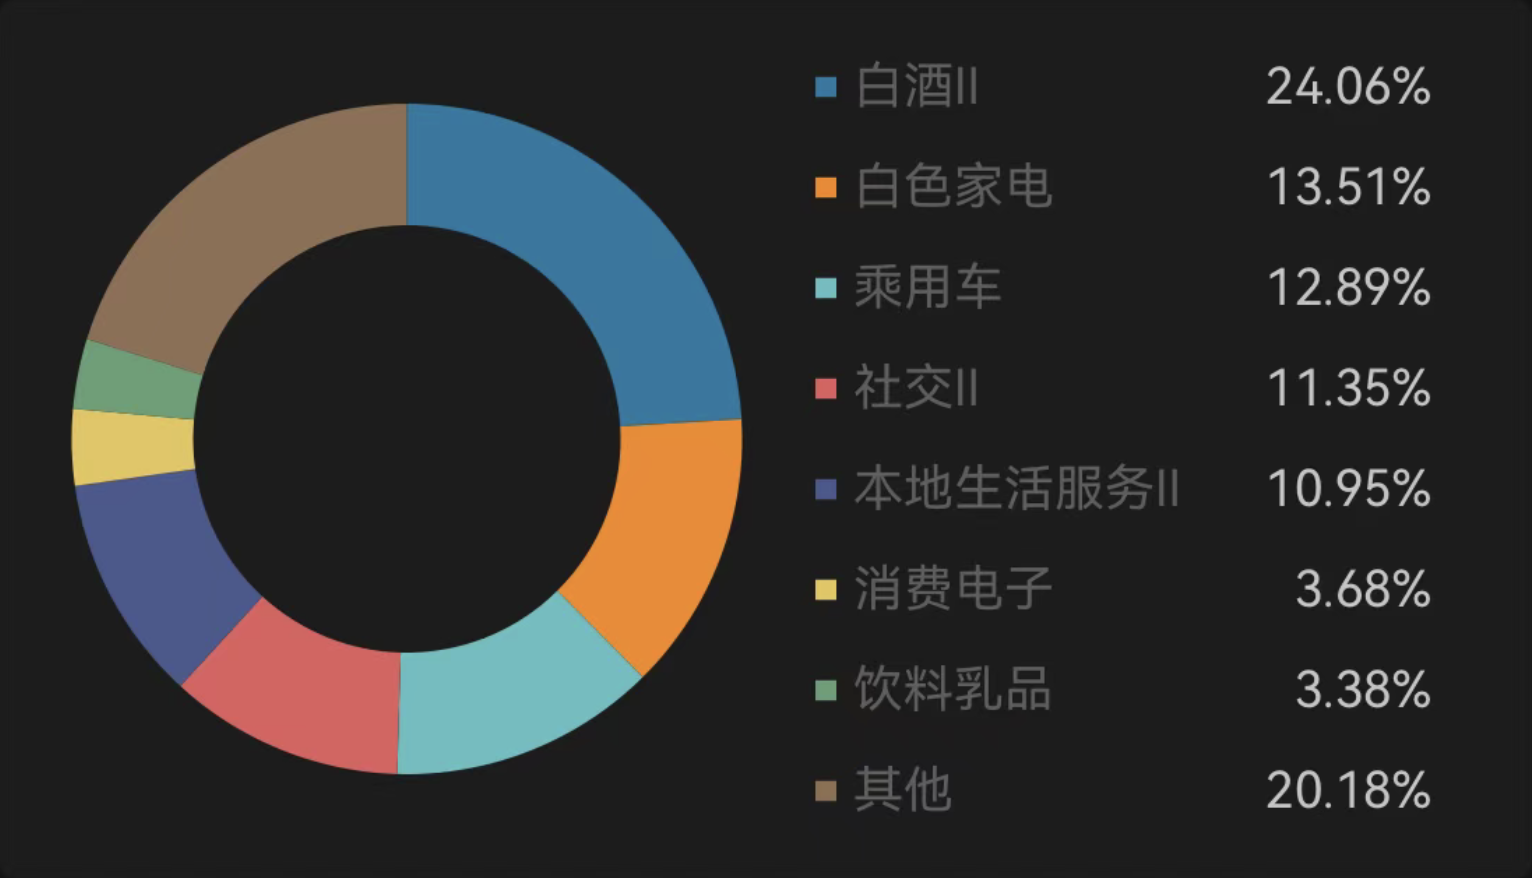 白酒II 24.06%
白色家电 13.51%
乘用车 12.89%
社交II 11.35%
本地生活服务II 10.95%
消费电子 3.68%
饮料乳品 3.38%
其他 20.18%